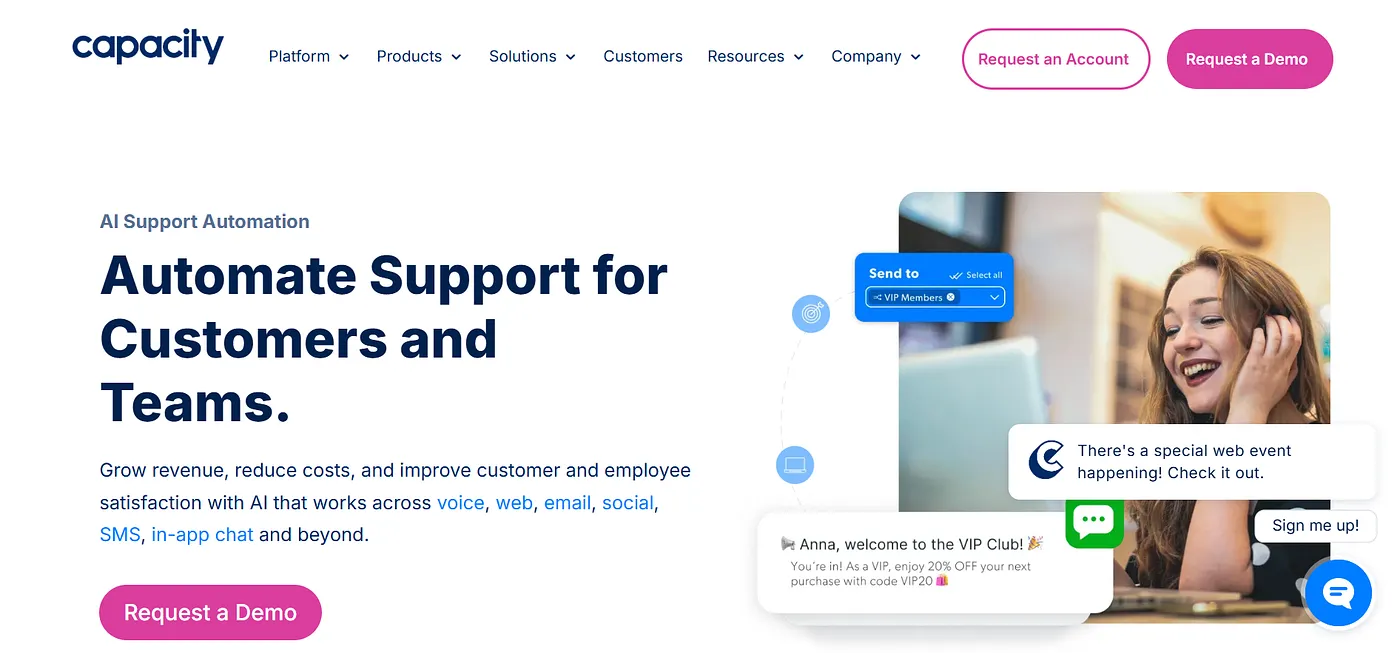 capacity
Platform
Products
Solutions
Customers
Resources
Company
Request an Account
Request a Demo
AI Support Automation
Automate Support for
Customers and
Teams.
Grow revenue, reduce costs, and improve customer and employee
satisfaction with AI that works across voice, web, email, social,
SMS, in-app chat and beyond.
Request a Demo
Send to
Select all
VIP Members
There's a special web event
happening! Check it out.
Sign me up!
Anna, welcome to the VIP Club!
You're in! As a VIP, enjoy 20% OFF your next
purchase with code VIP20